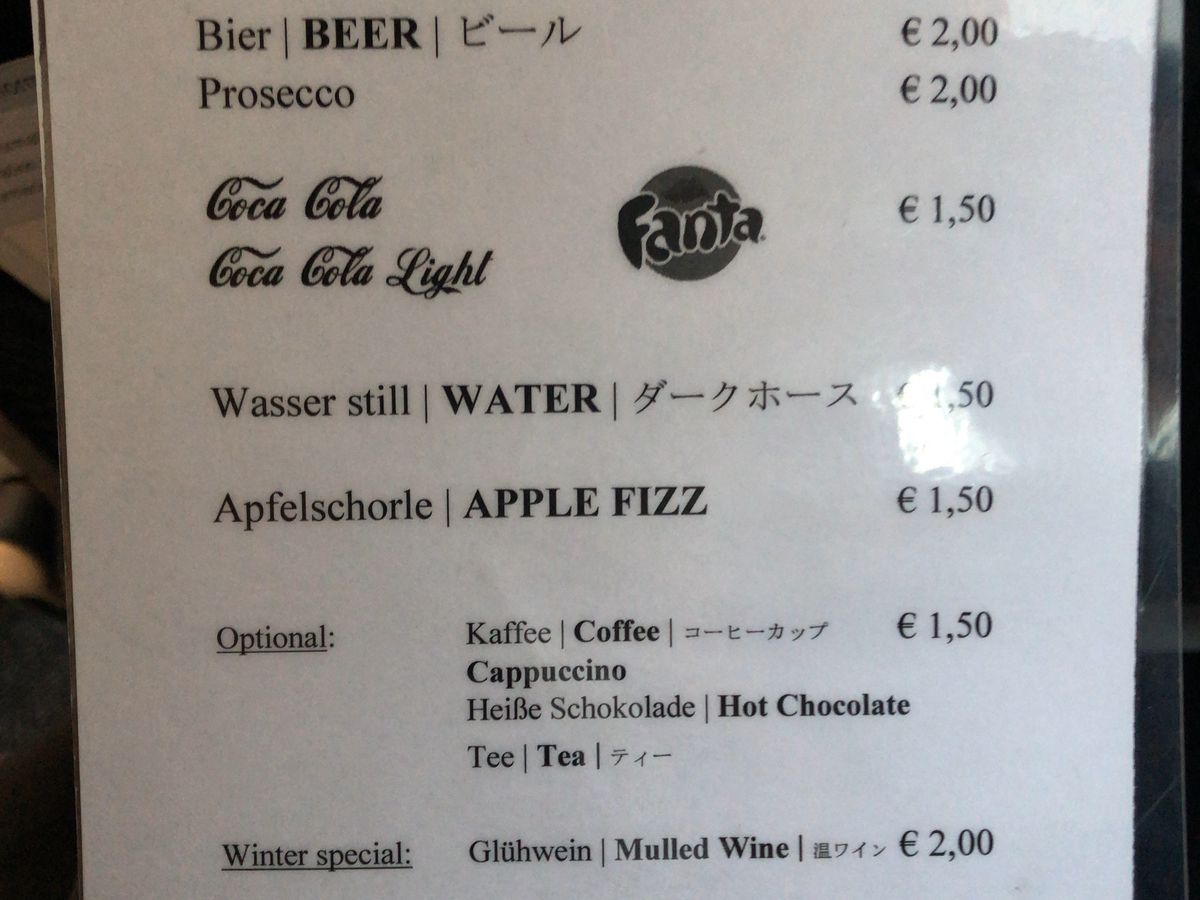 Bier | BEER | ビール € 2,00
Prosecco € 2,00
Coca Cola Fanta € 1,50
Coca Cola Light
Wasser still | WATER | ダークホース € 1,50
Apfelschorle | APPLE FIZZ € 1,50
Optional: Kaffee | Coffee | コーヒーカップ € 1,50
Cappuccino
Heiße Schokolade | Hot Chocolate
Tee | Tea | ティー
Winter special: Glühwein | Mulled Wine | 温ワイン € 2,00